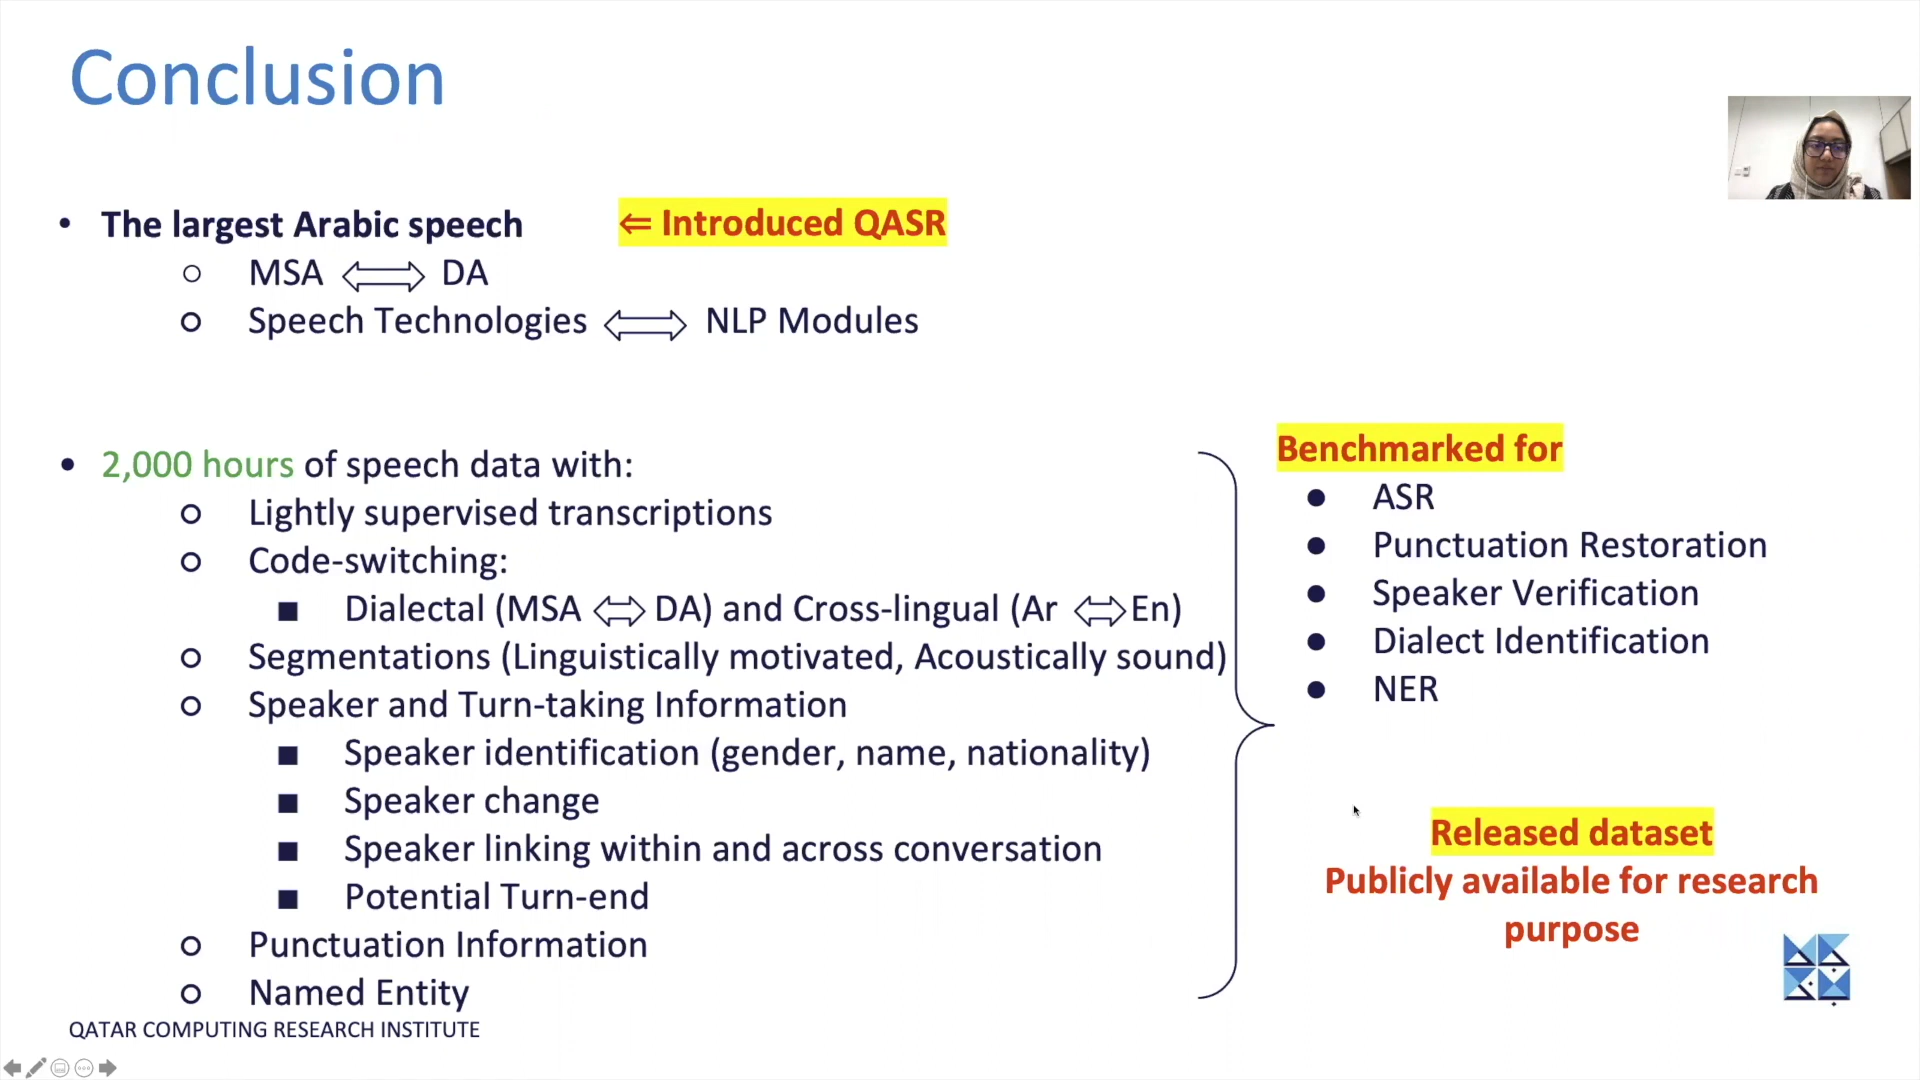 Conclusion
• The largest Arabic speech ⇐ Introduced QASR
○ MSA ⟺ DA
○ Speech Technologies ⟺ NLP Modules
• 2,000 hours of speech data with:
○ Lightly supervised transcriptions
○ Code-switching:
■ Dialectal (MSA ⟺ DA) and Cross-lingual (Ar ⟺ En)
○ Segmentations (Linguistically motivated, Acoustically sound)
○ Speaker and Turn-taking Information
■ Speaker identification (gender, name, nationality)
■ Speaker change
■ Speaker linking within and across conversation
■ Potential Turn-end
○ Punctuation Information
○ Named Entity
Benchmarked for
● ASR
● Punctuation Restoration
● Speaker Verification
● Dialect Identification
● NER
Released dataset
Publicly available for research
purpose
QATAR COMPUTING RESEARCH INSTITUTE